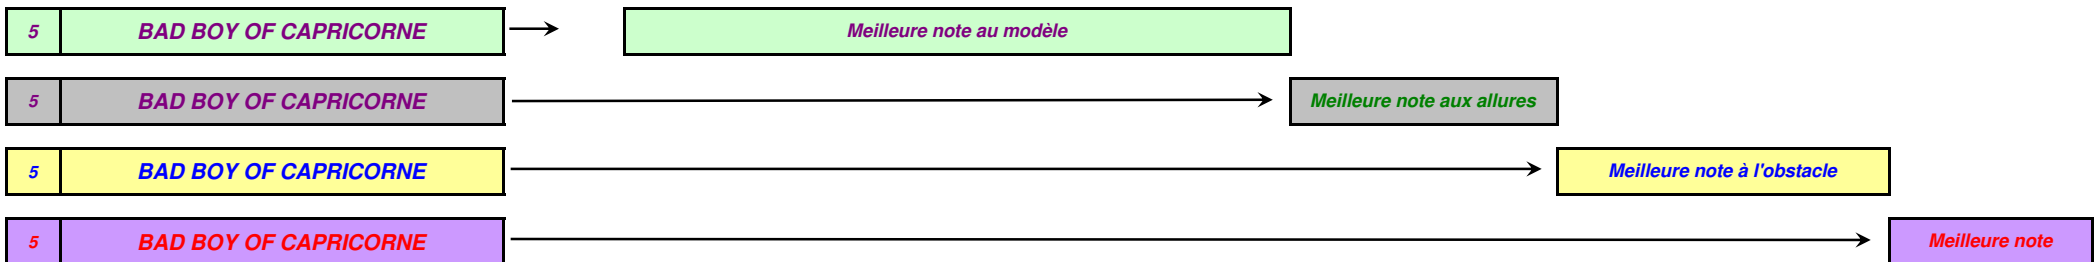 5 BAD BOY OF CAPRICORNE Meilleure note au modèle
5 BAD BOY OF CAPRICORNE Meilleure note aux allures
5 BAD BOY OF CAPRICORNE Meilleure note à l'obstacle
5 BAD BOY OF CAPRICORNE Meilleure note